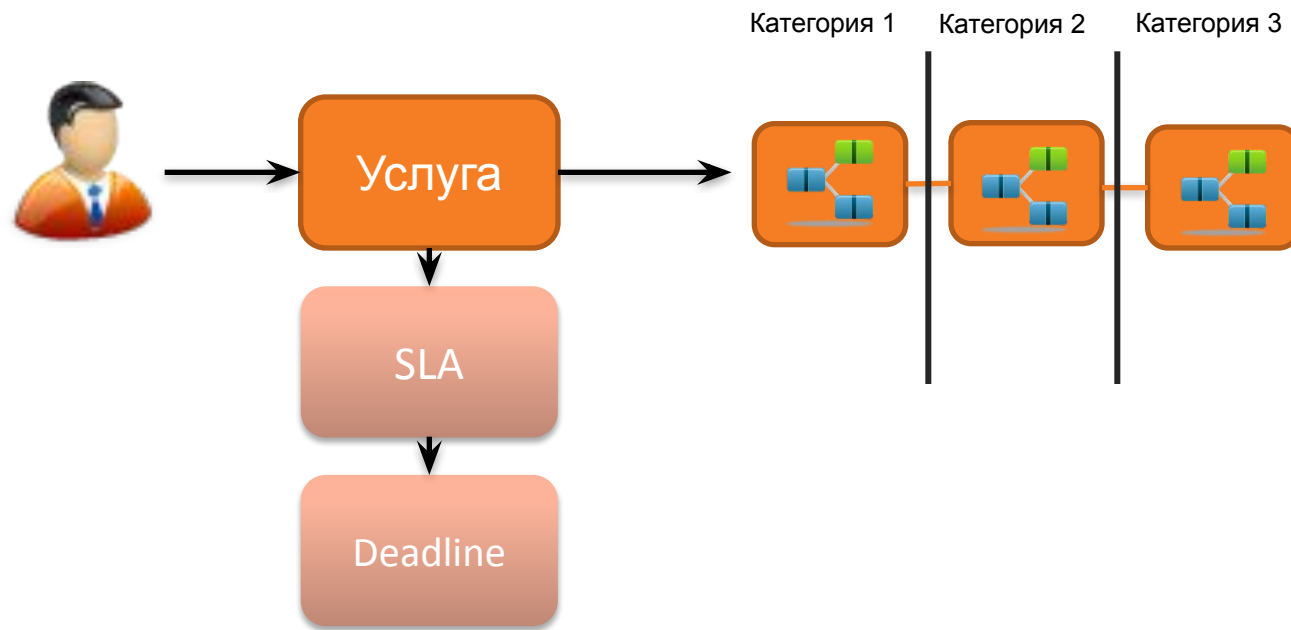 Категория 1
Категория 2
Категория 3
Услуга
SLA
Deadline